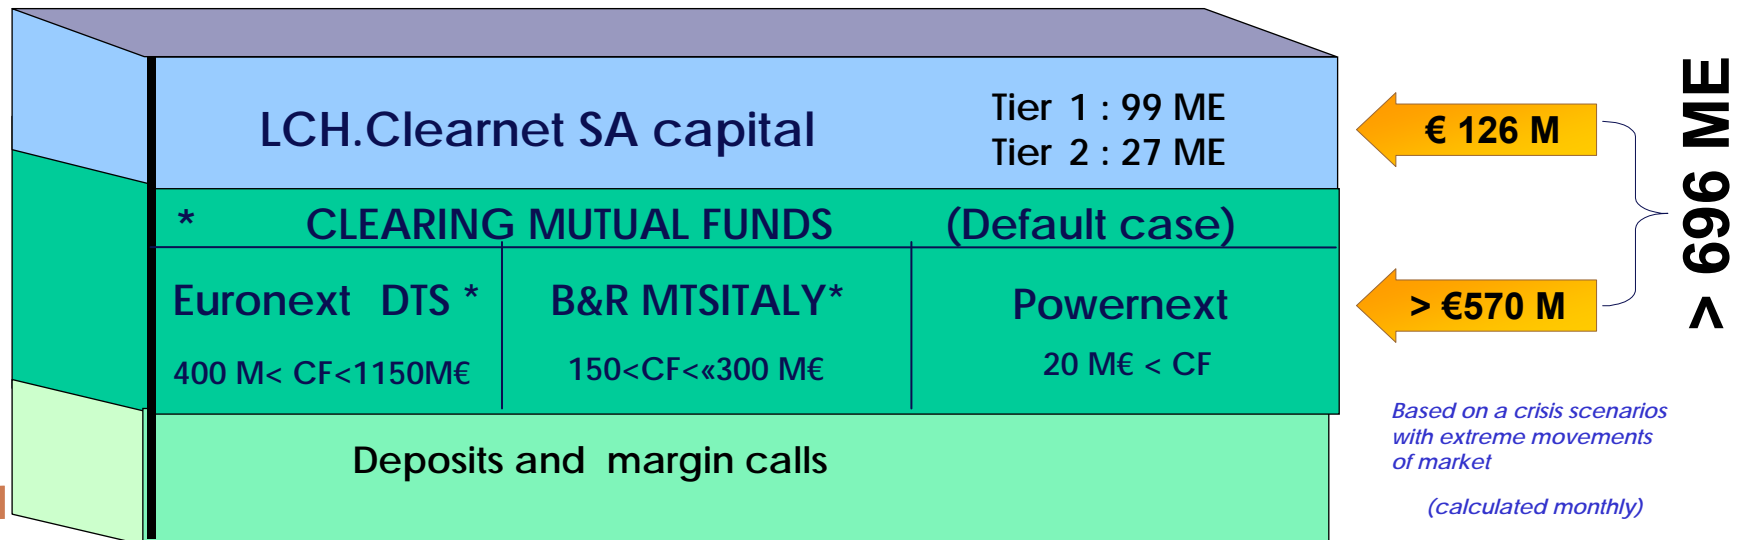 LCH.Clearnet SA capital
Tier 1 : 99 ME
Tier 2 : 27 ME
€ 126 M
> 696 ME
* CLEARING MUTUAL FUNDS (Default case)
Euronext DTS *
400 M< CF<1150M€
B&R MTSITALY*
150<CF<«300 M€
Powernext
20 M€ < CF
> €570 M
Based on a crisis scenarios
with extreme movements
of market
(calculated monthly)
Deposits and margin calls